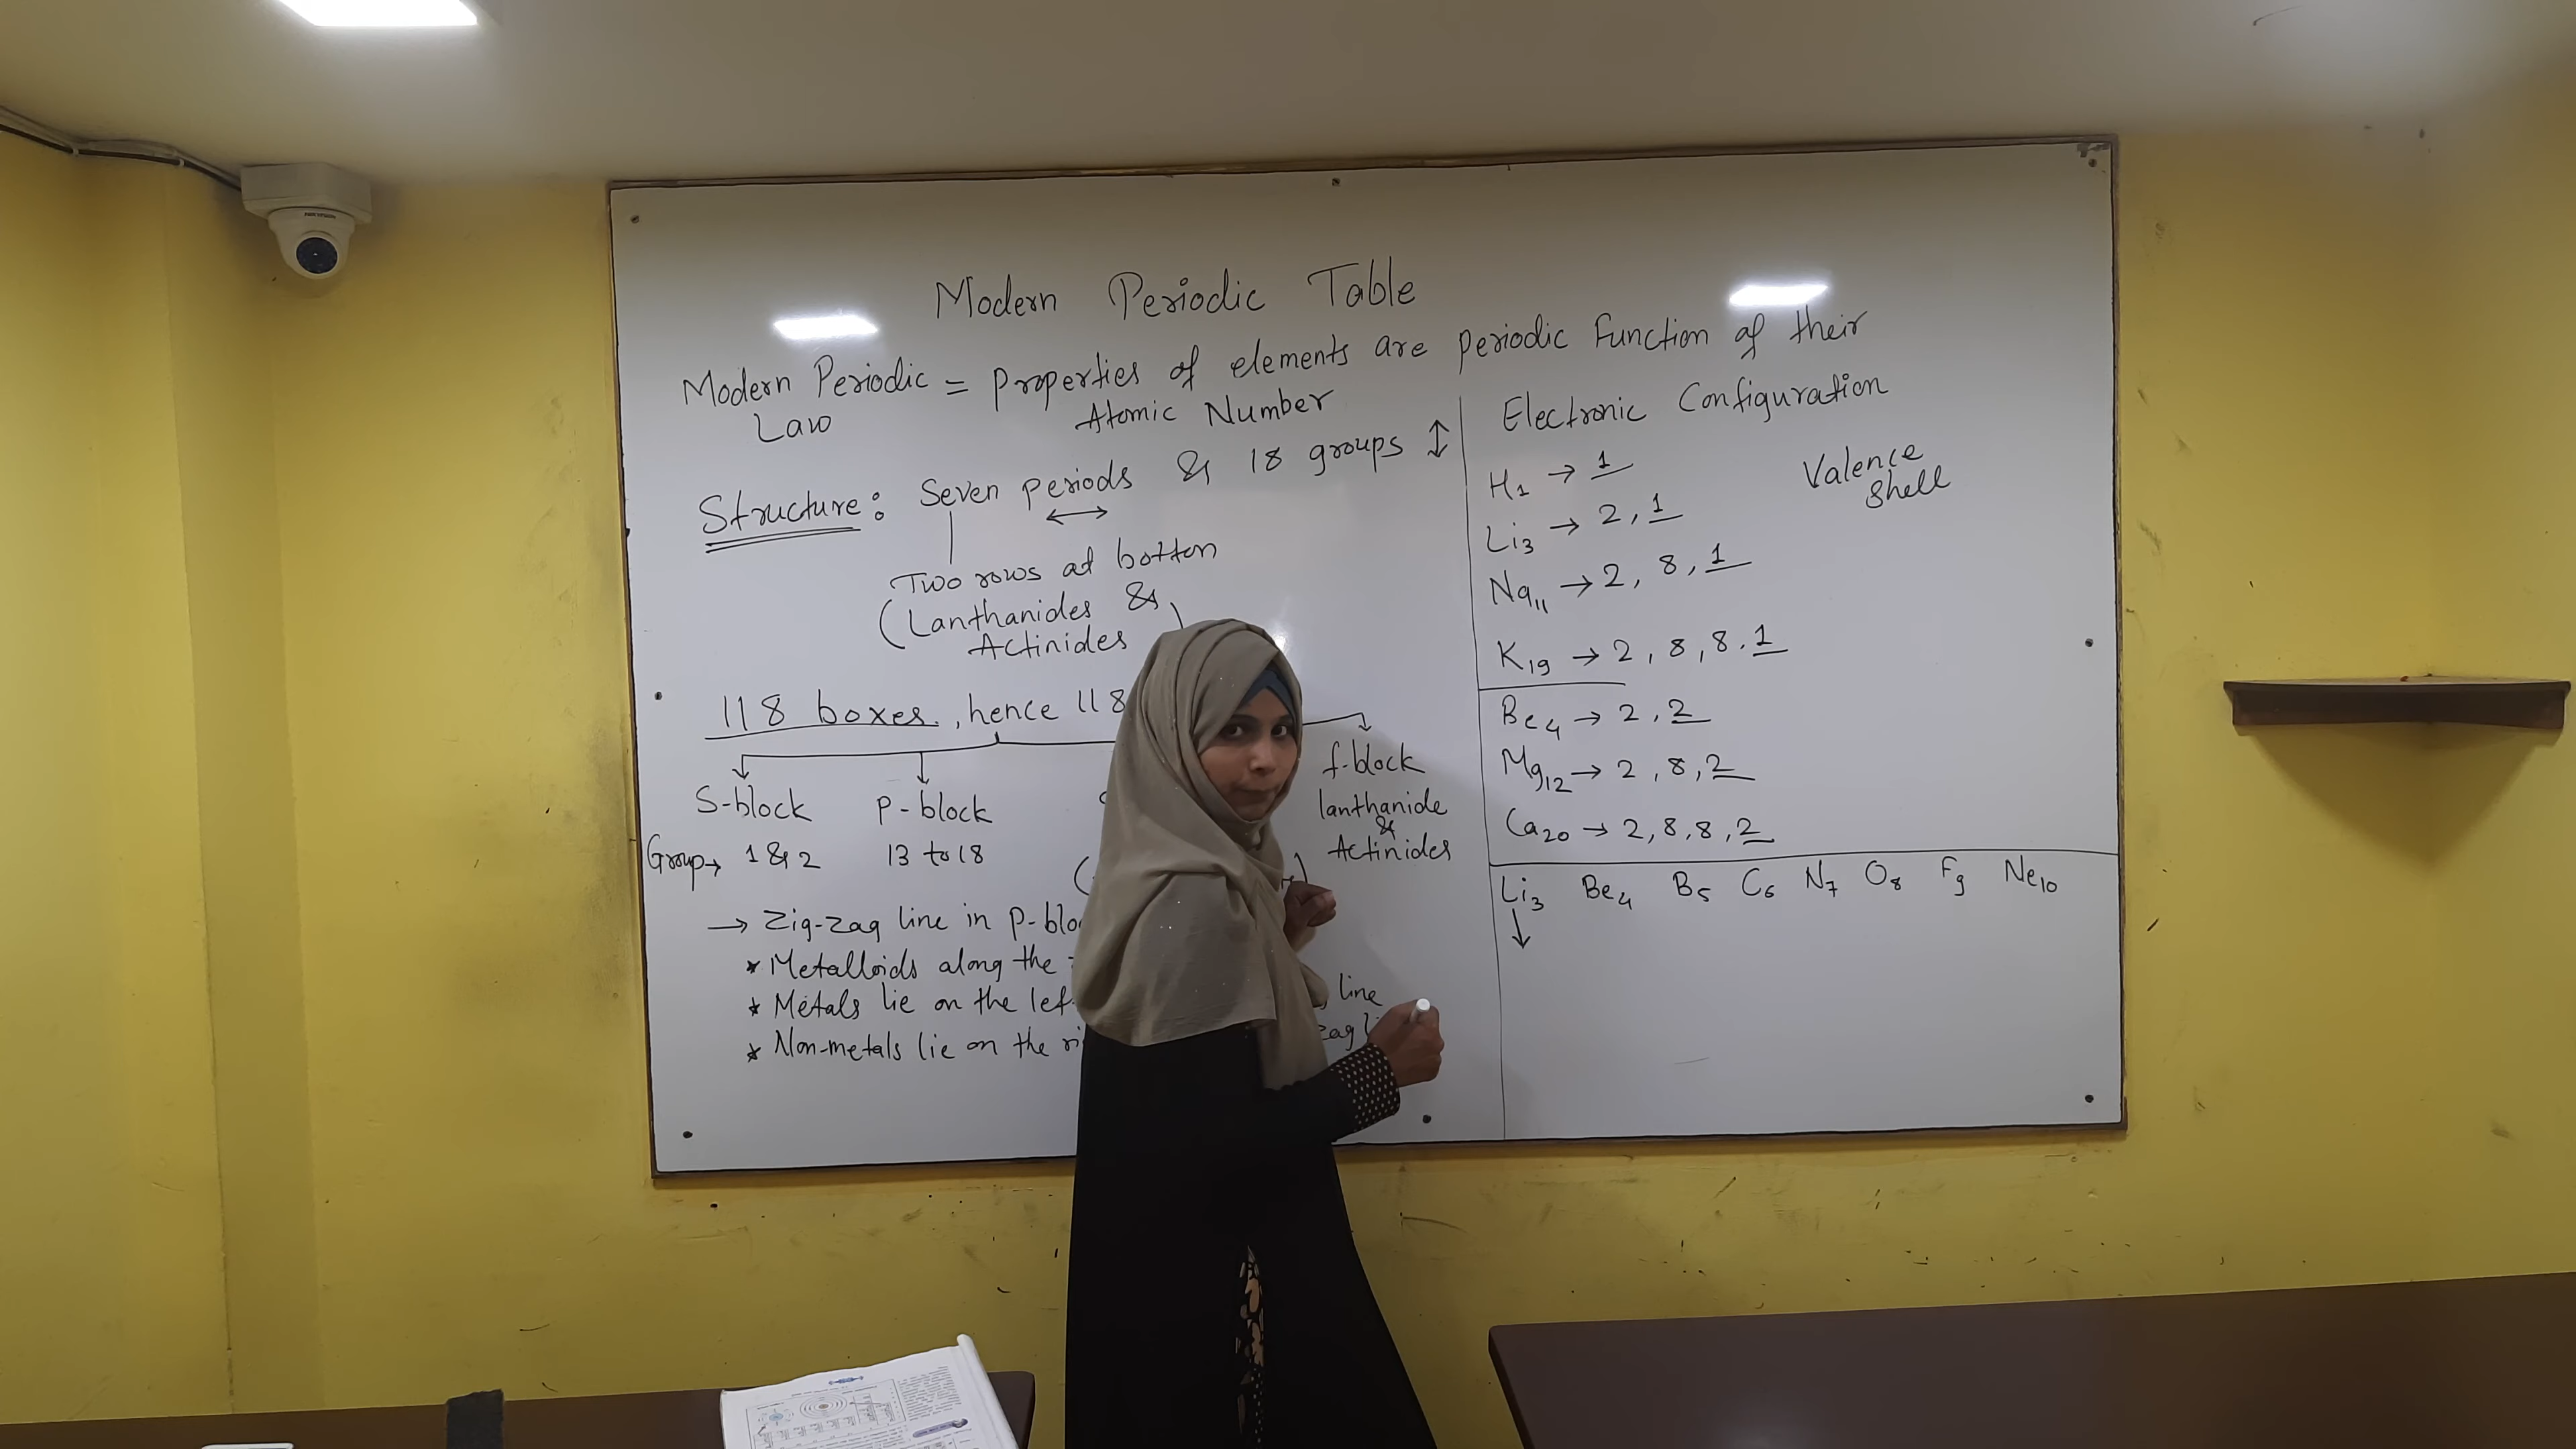 Modern Periodic Table
Modern Periodic = Properties of elements are periodic Function of their
Law
Atomic Number
Structure: Seven periods & 18 groups
Two rows at bottom
(Lanthanides &
Actinides)
118 boxes, hence 118
S-block
P-block
f-block
Group → 1 & 2
13 to 18
lanthanide
&
Actinides
→ Zig-zag line in P-blo
* Metalloids along the
* Metals lie on the lef
line
* Non-metals lie on the ri
zag li
Electronic Configuration
Valence
Shell
H1 → 1
Li3 → 2, 1
Na11 → 2, 8, 1
K19 → 2, 8, 8, 1
Be4 → 2, 2
Mg12 → 2, 8, 2
Ca20 → 2, 8, 8, 2
Li3 Be4 B5 C6 N7 O8 F9 Ne10
HIKVISION